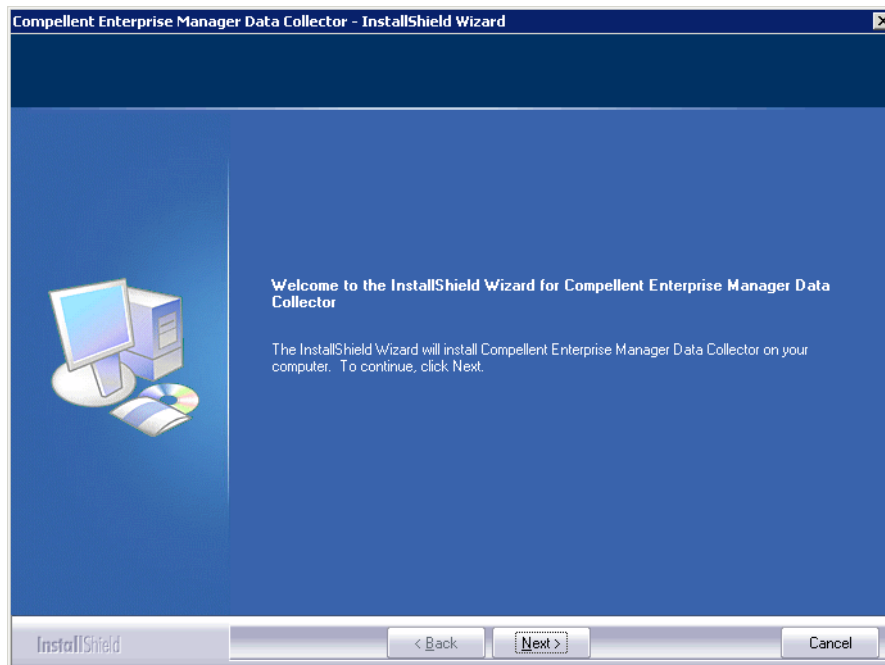 Compellent Enterprise Manager Data Collector - InstallShield Wizard
Welcome to the InstallShield Wizard for Compellent Enterprise Manager Data
Collector
The InstallShield Wizard will install Compellent Enterprise Manager Data Collector on your
computer. To continue, click Next.
InstallShield
< Back
Next >
Cancel